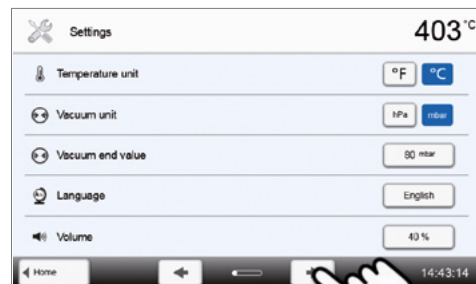 Settings 403 °C
Temperature unit °F °C
Vacuum unit hPa mbar
Vacuum end value 80 mbar
Language English
Volume 40 %
Home 14:43:14